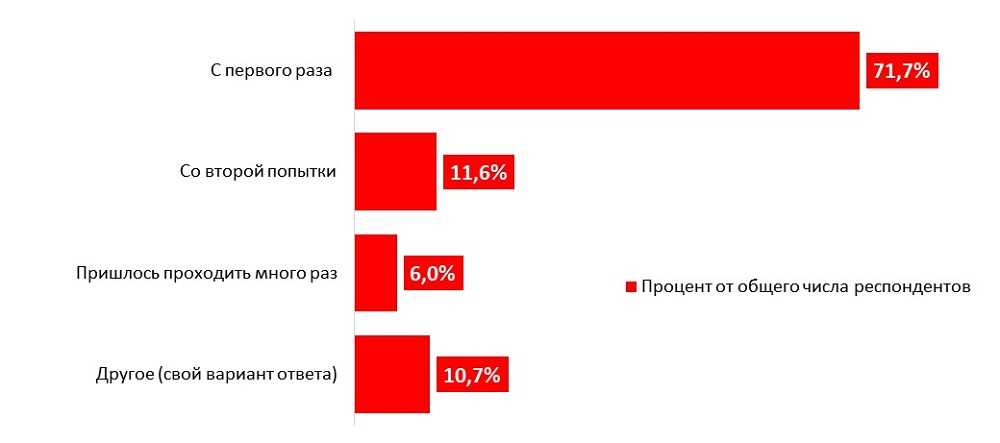 С первого раза
71,7%
Со второй попытки
11,6%
Пришлось проходить много раз
6,0%
Процент от общего числа респондентов
Другое (свой вариант ответа)
10,7%